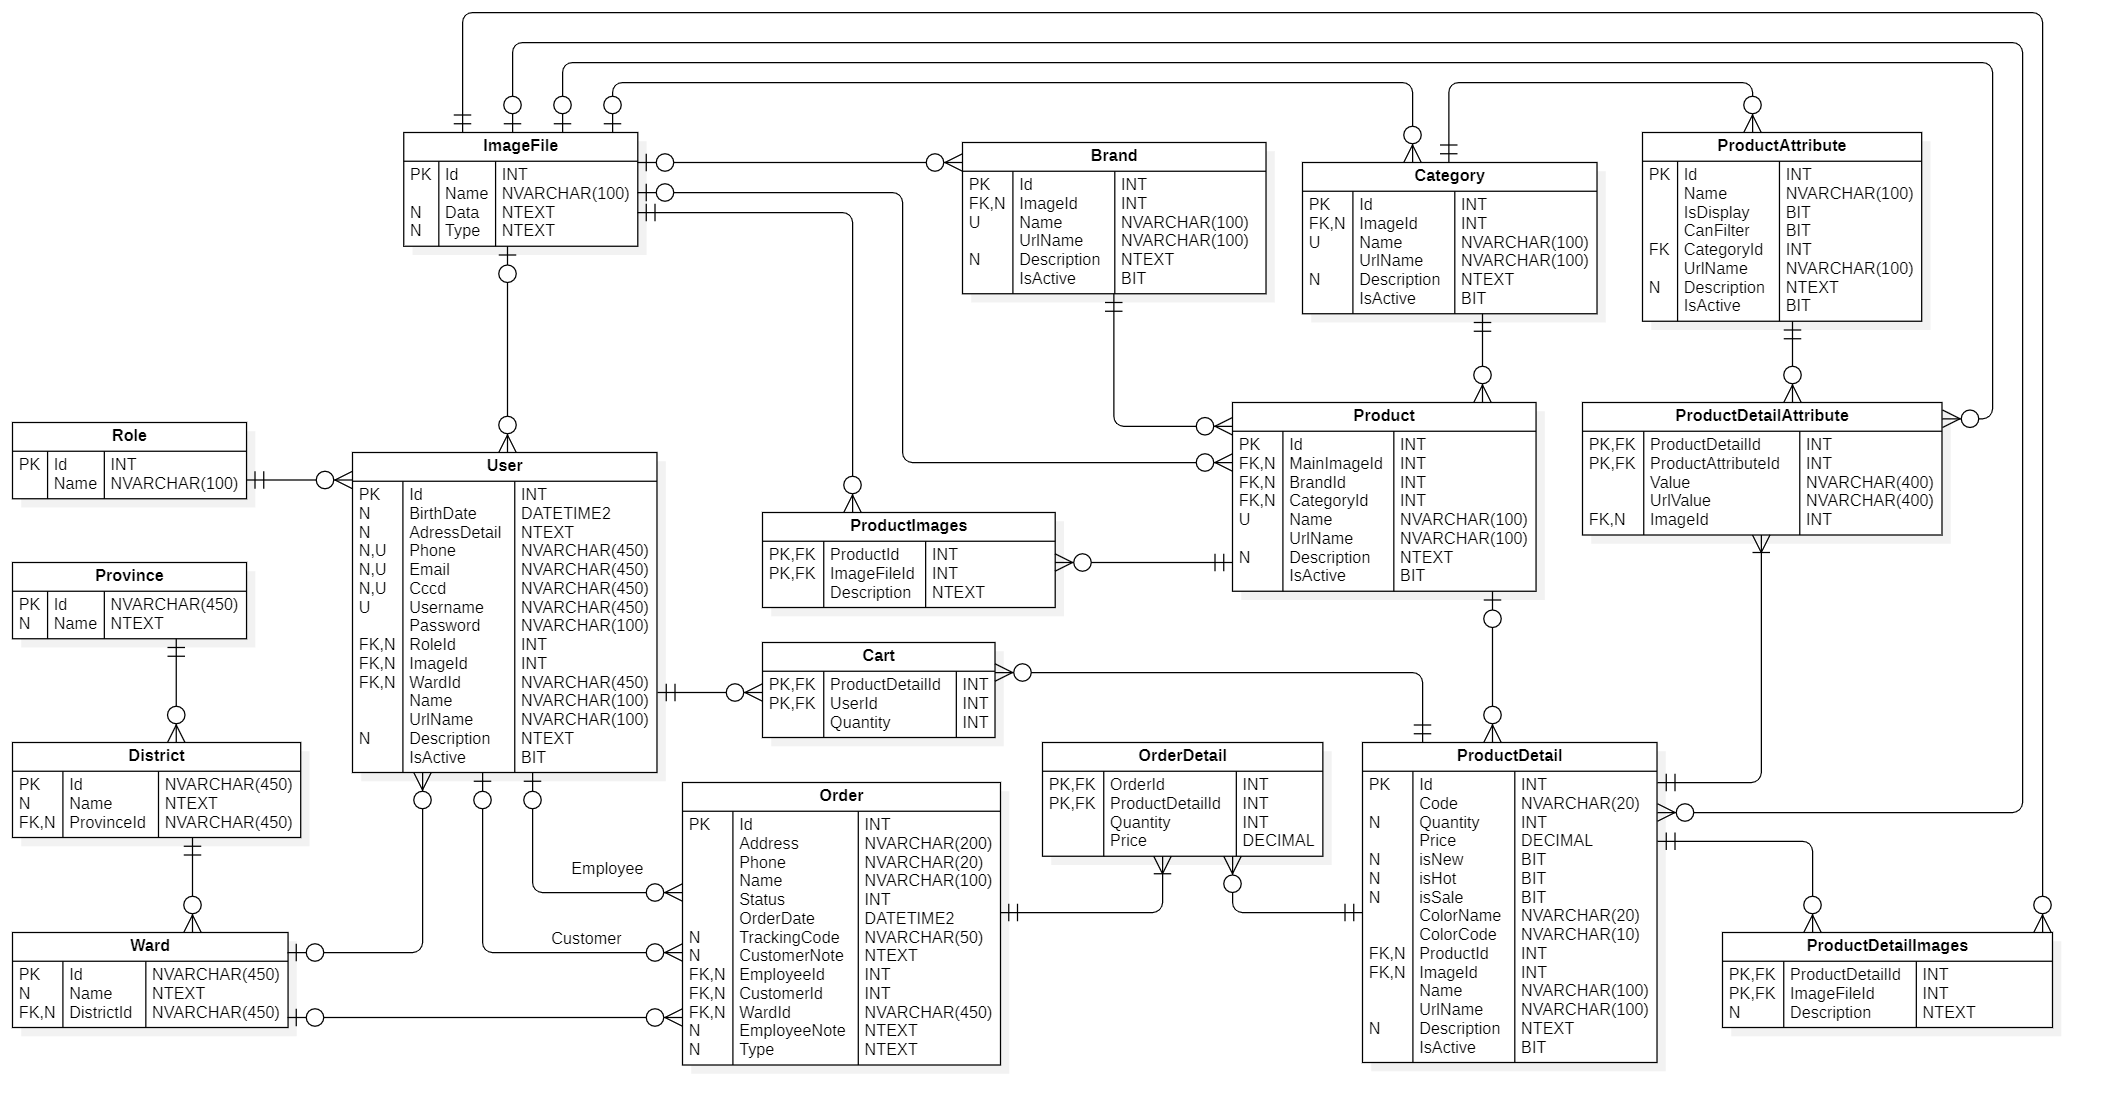 ImageFile
PK Id INT
Name NVARCHAR(100)
N Data NTEXT
N Type NTEXT
Brand
PK Id INT
FK,N ImageId INT
U Name NVARCHAR(100)
UrlName NVARCHAR(100)
N Description NTEXT
IsActive BIT
Category
PK Id INT
FK,N ImageId INT
U Name NVARCHAR(100)
UrlName NVARCHAR(100)
N Description NTEXT
IsActive BIT
ProductAttribute
PK Id INT
Name NVARCHAR(100)
IsDisplay BIT
CanFilter BIT
FK CategoryId INT
UrlName NVARCHAR(100)
N Description NTEXT
IsActive BIT
Role
PK Id INT
Name NVARCHAR(100)
User
PK Id INT
N BirthDate DATETIME2
N AdressDetail NTEXT
N,U Phone NVARCHAR(450)
N,U Email NVARCHAR(450)
N,U Cccd NVARCHAR(450)
U Username NVARCHAR(450)
Password NVARCHAR(100)
FK,N RoleId INT
FK,N ImageId INT
FK,N WardId NVARCHAR(450)
Name NVARCHAR(100)
UrlName NVARCHAR(100)
N Description NTEXT
IsActive BIT
Product
PK Id INT
FK,N MainImageId INT
FK,N BrandId INT
FK,N CategoryId INT
U Name NVARCHAR(100)
UrlName NVARCHAR(100)
N Description NTEXT
IsActive BIT
ProductDetailAttribute
PK,FK ProductDetailId INT
PK,FK ProductAttributeId INT
Value NVARCHAR(400)
UrlValue NVARCHAR(400)
FK,N ImageId INT
ProductImages
PK,FK ProductId INT
PK,FK ImageFileId INT
Description NTEXT
Province
PK Id NVARCHAR(450)
N Name NTEXT
Cart
PK,FK ProductDetailId INT
PK,FK UserId INT
Quantity INT
District
PK Id NVARCHAR(450)
N Name NTEXT
FK,N ProvinceId NVARCHAR(450)
OrderDetail
PK,FK OrderId INT
PK,FK ProductDetailId INT
Quantity INT
Price DECIMAL
ProductDetail
PK Id INT
Code NVARCHAR(20)
N Quantity INT
Price DECIMAL
N isNew BIT
N isHot BIT
N isSale BIT
ColorName NVARCHAR(20)
ColorCode NVARCHAR(10)
FK,N ProductId INT
FK,N ImageId INT
Name NVARCHAR(100)
UrlName NVARCHAR(100)
N Description NTEXT
IsActive BIT
Order
PK Id INT
Address NVARCHAR(200)
Phone NVARCHAR(20)
Name NVARCHAR(100)
Status INT
OrderDate DATETIME2
N TrackingCode NVARCHAR(50)
N CustomerNote NTEXT
FK,N EmployeeId INT
FK,N CustomerId INT
FK,N WardId NVARCHAR(450)
N EmployeeNote NTEXT
N Type NTEXT
Employee
Customer
Ward
PK Id NVARCHAR(450)
N Name NTEXT
FK,N DistrictId NVARCHAR(450)
ProductDetailImages
PK,FK ProductDetailId INT
PK,FK ImageFileId INT
N Description NTEXT